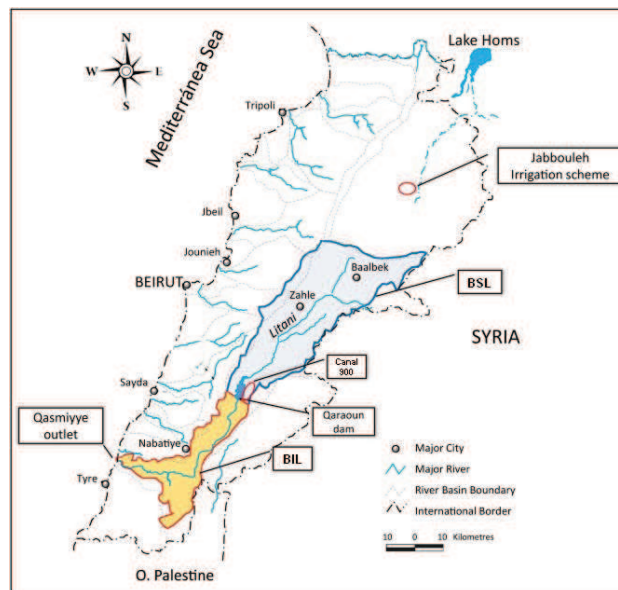 Lake Homs
N
W
E
S
Mediterránea Sea
Tripoli
Jabbouleh
Irrigation scheme
Jbeil
Jounieh
BEIRUT
Baalbek
Zahle
Litani
BSL
SYRIA
Canal
900
Sayda
Qasmiyye
outlet
Qaraoun
dam
Nabatiye
BIL
Tyre
Major City
Major River
River Basin Boundary
International Border
10 0 10 Kilometres
O. Palestine